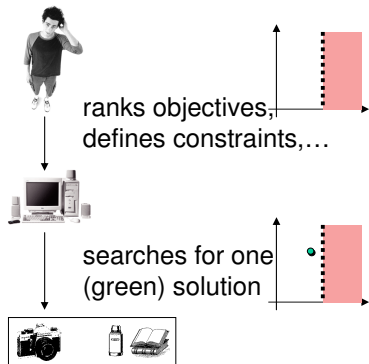 ranks objectives,
defines constraints,…
searches for one
(green) solution